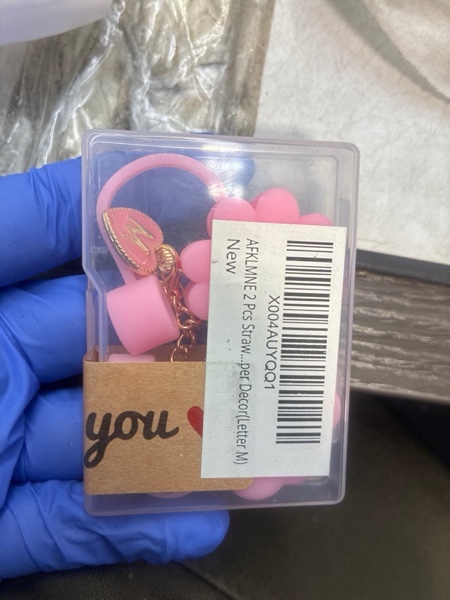 M
X004AUYQQ1
AFKLMNE 2 Pcs Straw...per Decor(Letter M)
New
you